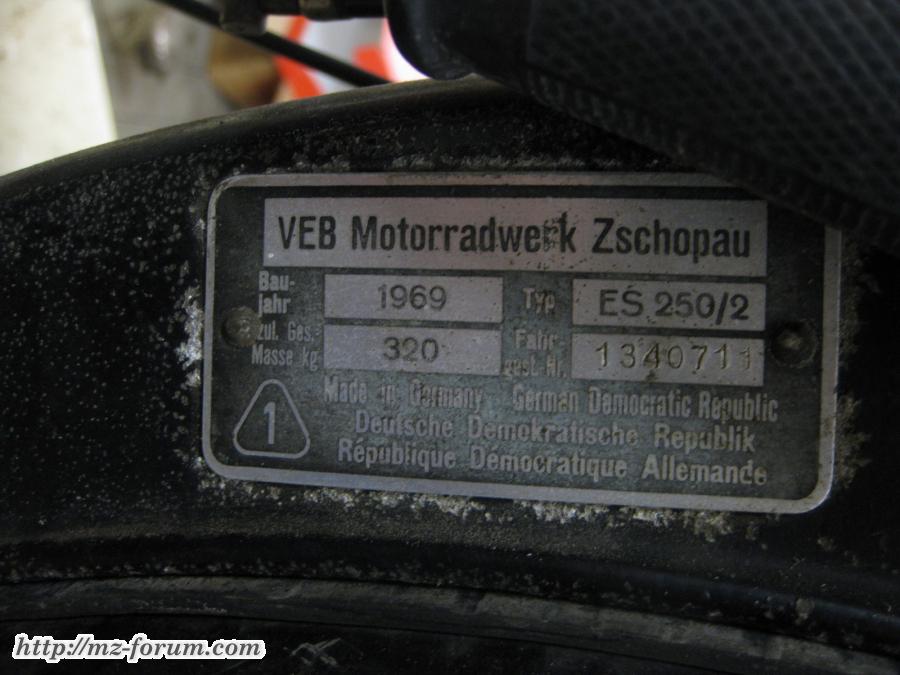 VEB Motorradwerk Zschopau
Bau-
jahr 1969 Typ ES 250/2
zul. Ges.
Masse kg 320 Fahr
gest. Nr. 1340711
Made in Germany German Democratic Republic
1 Deutsche Demokratische Republik
République Démocratique Allemande
http://mz-forum.com